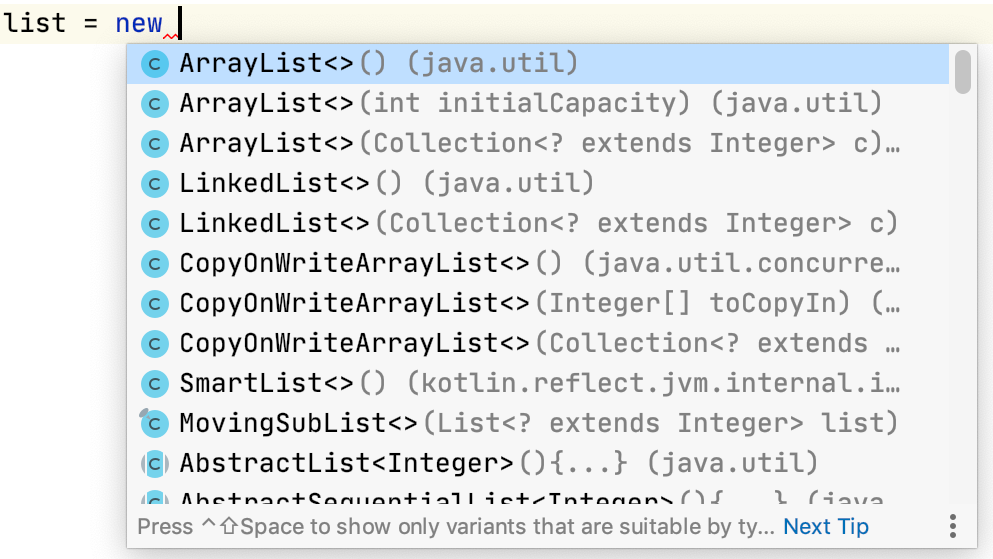 list = new
C ArrayList<>() (java.util)
C ArrayList<>(int initialCapacity) (java.util)
C ArrayList<>(Collection<? extends Integer> c)…
C LinkedList<>() (java.util)
C LinkedList<>(Collection<? extends Integer> c)
C CopyOnWriteArrayList<>() (java.util.concurre…
C CopyOnWriteArrayList<>(Integer[] toCopyIn) (…
C CopyOnWriteArrayList<>(Collection<? extends …
C SmartList<>() (kotlin.reflect.jvm.internal.i…
C MovingSubList<>(List<? extends Integer> list)
C AbstractList<Integer>(){...} (java.util)
C AbstractSequentialList<Integer>(){...} (java
Press ^⇧Space to show only variants that are suitable by ty... Next Tip